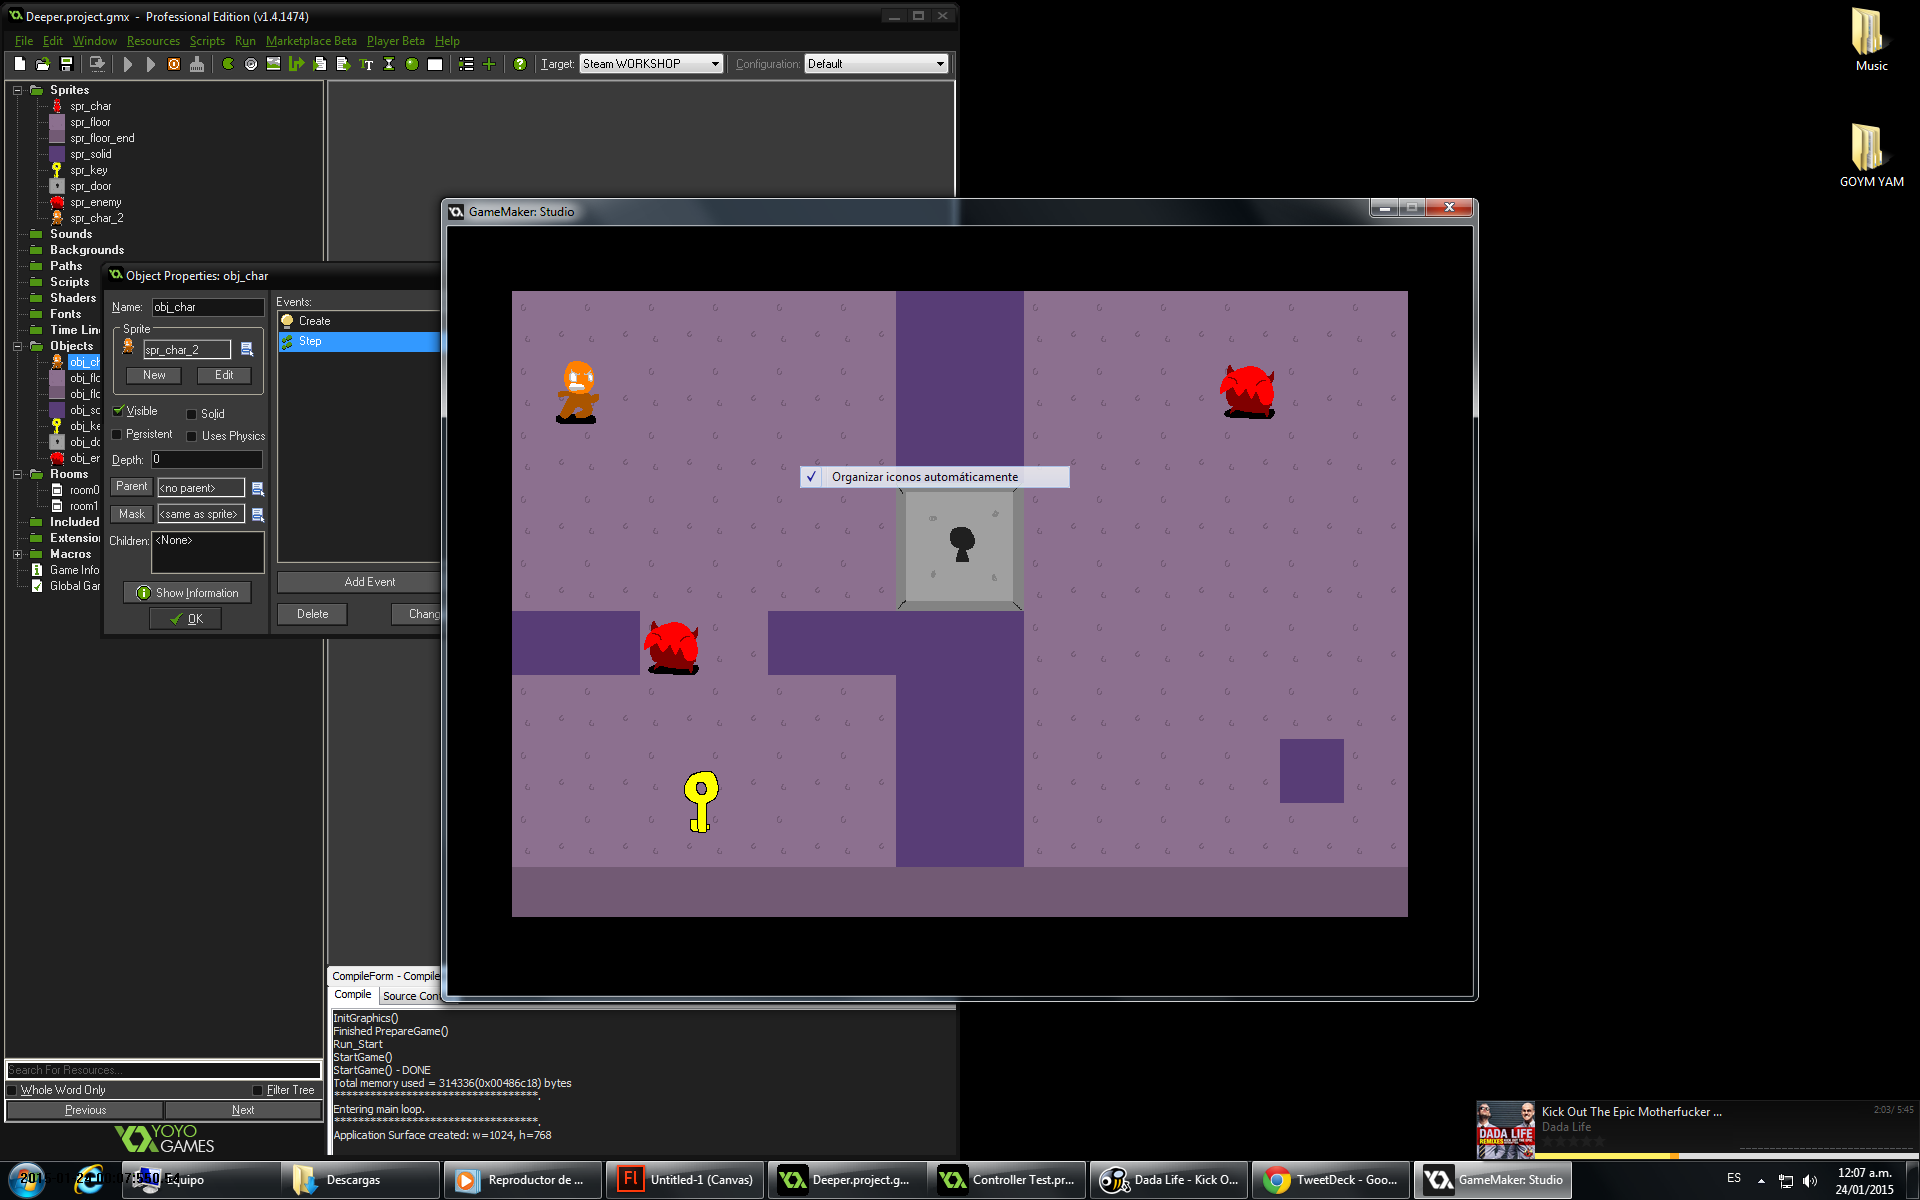 Deeper.project.gmx - Professional Edition (v1.4.1474)
File Edit Window Resources Scripts Run Marketplace Beta Player Beta Help
Target: Steam WORKSHOP Configuration: Default
Sprites
spr_char
spr_floor
spr_floor_end
spr_solid
spr_key
spr_door
spr_enemy
spr_char_2
Sounds
Backgrounds
Paths
Scripts
Shaders
Fonts
Time Lin
Objects
obj_ch
obj_flo
obj_flo
obj_so
obj_ke
obj_do
obj_en
Rooms
room0
room1
Included
Extension
Macros
Game Info
Global Gar
Search For Resources...
Whole Word Only Filter Tree
Previous Next
YOYO
GAMES
Object Properties: obj_char
Name: obj_char
Sprite
spr_char_2
New Edit
Visible Solid
Persistent Uses Physics
Depth: 0
Parent <no parent>
Mask <same as sprite>
Children: <None>
Show Information
OK
Events:
Create
Step
Add Event
Delete Chang
GameMaker: Studio
Organizar iconos automáticamente
CompileForm - Compile
Compile Source Con
InitGraphics()
Finished PrepareGame()
Run_Start
StartGame()
StartGame() - DONE
Total memory used = 314336(0x00486c18) bytes
**********************************.
Entering main loop.
**********************************.
Application Surface created: w=1024, h=768
Music
GOYM YAM
Kick Out The Epic Motherfucker ...
2:03/ 5:45
Dada Life
DADA LIFE
REMIXES
Equipo
Descargas
Reproductor de ...
Untitled-1 (Canvas)
Deeper.project.g...
Controller Test.pr...
Dada Life - Kick O...
TweetDeck - Goo...
GameMaker: Studio
ES
12:07 a.m.
24/01/2015